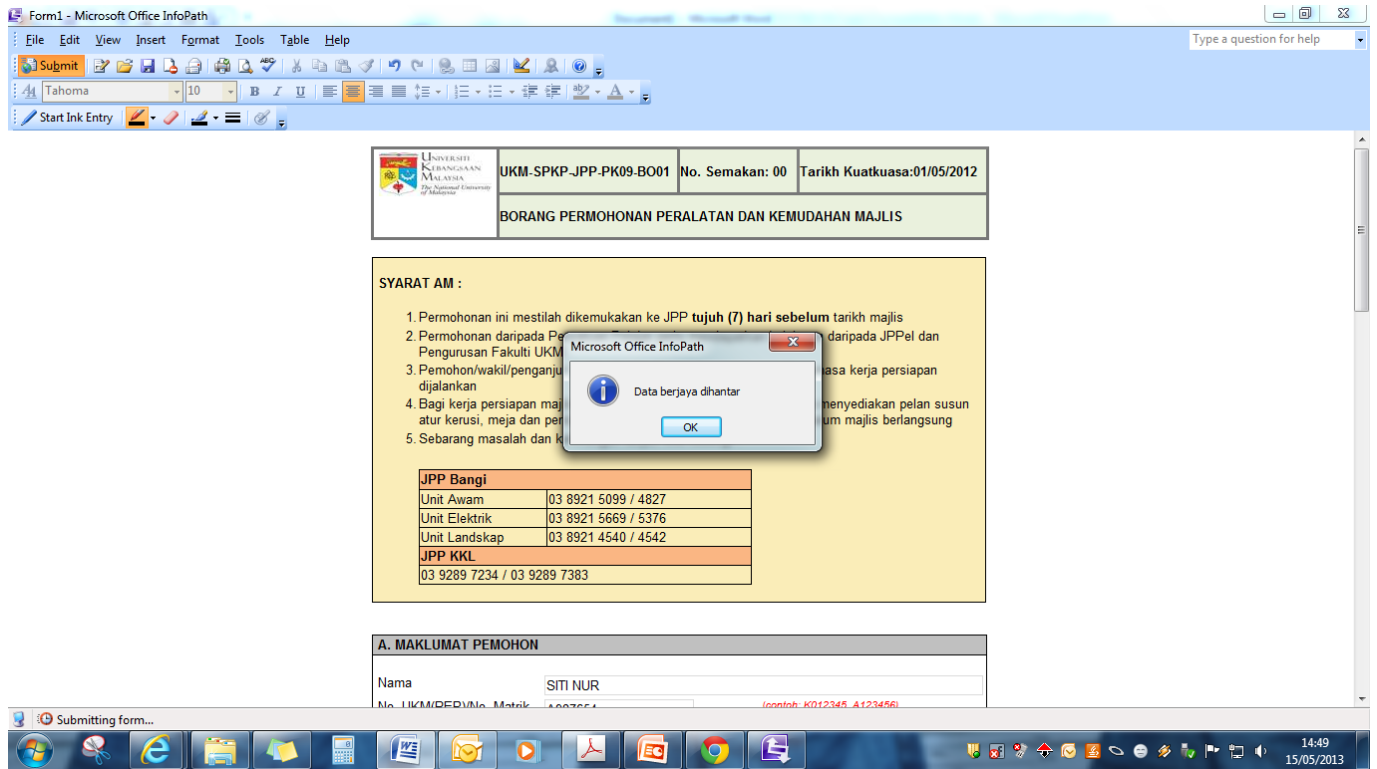 Form1 - Microsoft Office InfoPath
File Edit View Insert Format Tools Table Help
Type a question for help
Submit
Tahoma 10 B I U
Start Ink Entry
UNIVERSITI
KEBANGSAAN
MALAYSIA
The National University
of Malaysia
UKM-SPKP-JPP-PK09-BO01 No. Semakan: 00 Tarikh Kuatkuasa:01/05/2012
BORANG PERMOHONAN PERALATAN DAN KEMUDAHAN MAJLIS
SYARAT AM :
1. Permohonan ini mestilah dikemukakan ke JPP tujuh (7) hari sebelum tarikh majlis
2. Permohonan daripada daripada JPPel dan
Pengurusan Fakulti UKM
3. Pemohon/wakil/penganju kerja persiapan
dijalankan
4. Bagi kerja persiapan menyediakan pelan susun
atur kerusi, meja dan majlis berlangsung
5. Sebarang masalah dan
Microsoft Office InfoPath
Data berjaya dihantar
OK
JPP Bangi
Unit Awam 03 8921 5099 / 4827
Unit Elektrik 03 8921 5669 / 5376
Unit Landskap 03 8921 4540 / 4542
JPP KKL
03 9289 7234 / 03 9289 7383
A. MAKLUMAT PEMOHON
Nama SITI NUR
No. UKM(PER)/No. Matrik (contoh: K012345, A123456)
Submitting form...
14:49
15/05/2013